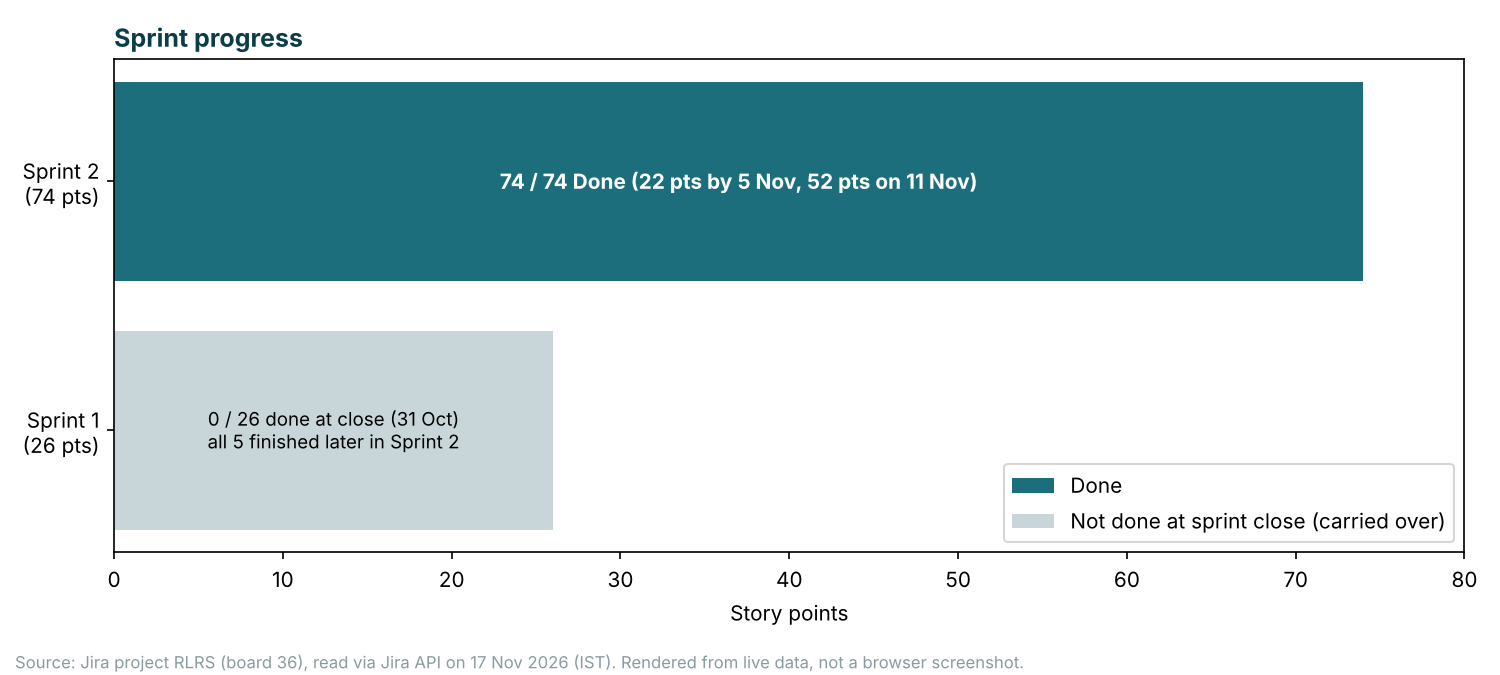 Sprint progress
Sprint 2
(74 pts)
74 / 74 Done (22 pts by 5 Nov, 52 pts on 11 Nov)
Sprint 1
(26 pts)
0 / 26 done at close (31 Oct)
all 5 finished later in Sprint 2
Done
Not done at sprint close (carried over)
0 10 20 30 40 50 60 70 80
Story points
Source: Jira project RLRS (board 36), read via Jira API on 17 Nov 2026 (IST). Rendered from live data, not a browser screenshot.